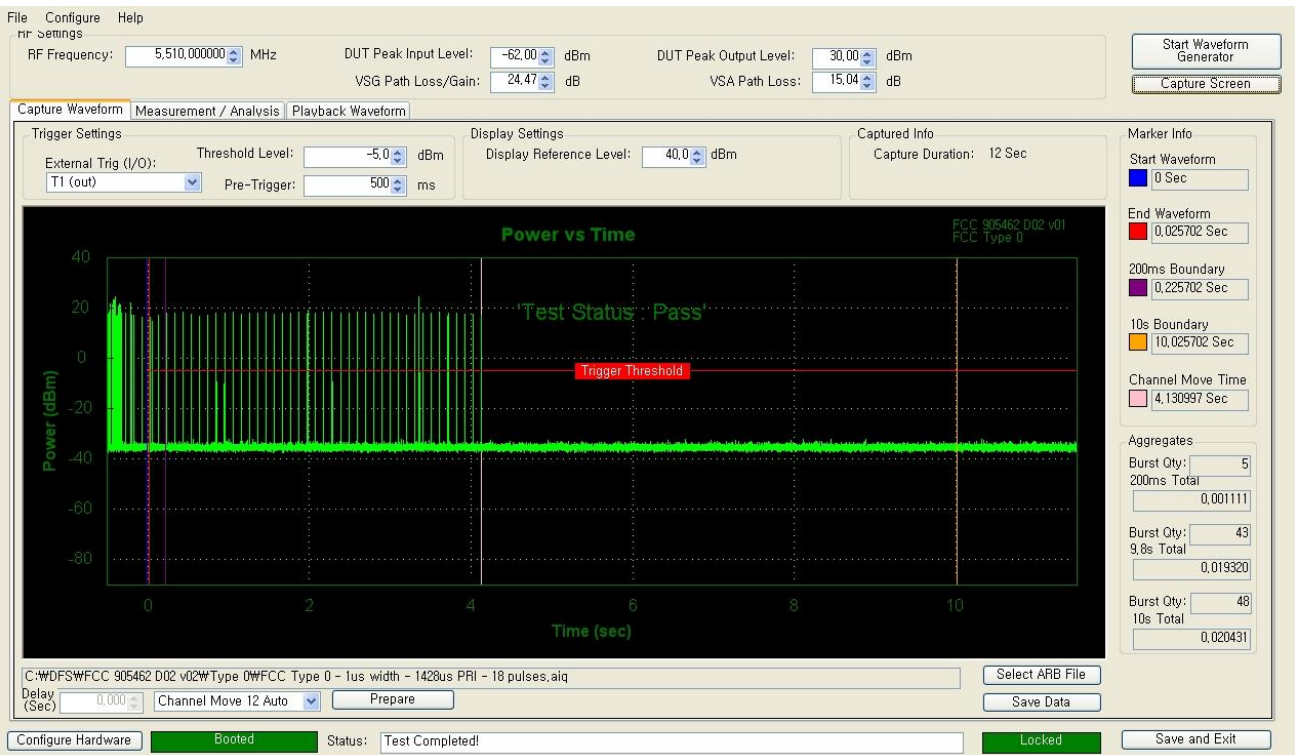 File Configure Help
RF Settings
RF Frequency: 5,510,000000 MHz DUT Peak Input Level: -62,00 dBm DUT Peak Output Level: 30,00 dBm
VSG Path Loss/Gain: 24,47 dB VSA Path Loss: 15,04 dB
Start Waveform
Generator
Capture Screen
Capture Waveform Measurement / Analysis Playback Waveform
Trigger Settings
External Trig (I/O):
T1 (out)
Threshold Level: -5,0 dBm
Pre-Trigger: 500 ms
Display Settings
Display Reference Level: 40,0 dBm
Captured Info
Capture Duration: 12 Sec
Marker Info
Start Waveform
0 Sec
End Waveform
0,025702 Sec
200ms Boundary
0,225702 Sec
10s Boundary
10,025702 Sec
Channel Move Time
4,130997 Sec
Aggregates
Burst Qty: 5
200ms Total
0,001111
Burst Qty: 43
9,8s Total
0,019320
Burst Qty: 48
10s Total
0,020431
Power vs Time
FCC 905462 D02 v01
FCC Type 0
'Test Status : Pass'
Trigger Threshold
Power (dBm)
40
20
0
-20
-40
-60
-80
0 2 4 6 8 10
Time (sec)
C:₩DFS₩FCC 905462 D02 v02₩Type 0₩FCC Type 0 - 1us width - 1428us PRI - 18 pulses.aiq
Select ARB File
Delay
(Sec) 0,000 Channel Move 12 Auto Prepare
Save Data
Configure Hardware Booted Status: Test Completed! Locked Save and Exit